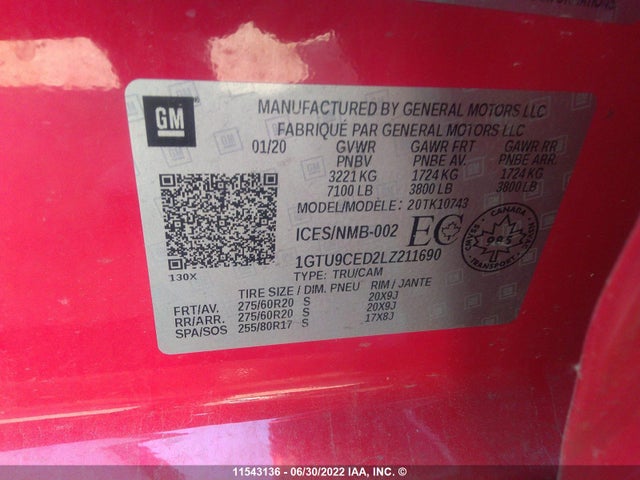 GM
MANUFACTURED BY GENERAL MOTORS LLC
FABRIQUÉ PAR GENERAL MOTORS LLC
01/20 GVWR GAWR FRT GAWR RR
PNBV PNBE AV. PNBE ARR.
3221 KG 1724 KG 1724 KG
7100 LB 3800 LB 3800 LB
MODEL/MODÈLE: 20TK10743
ICES/NMB-002 EC
CANADA
005
1GTU9CED2LZ211690
130X
TYPE: TRU/CAM
TIRE SIZE / DIM. PNEU RIM / JANTE
FRT/AV. 275/60R20 S 20X9J
RR/ARR. 275/60R20 S 20X9J
SPA/SOS 255/80R17 S 17X8J
11543136 - 06/30/2022 IAA, Inc. ©